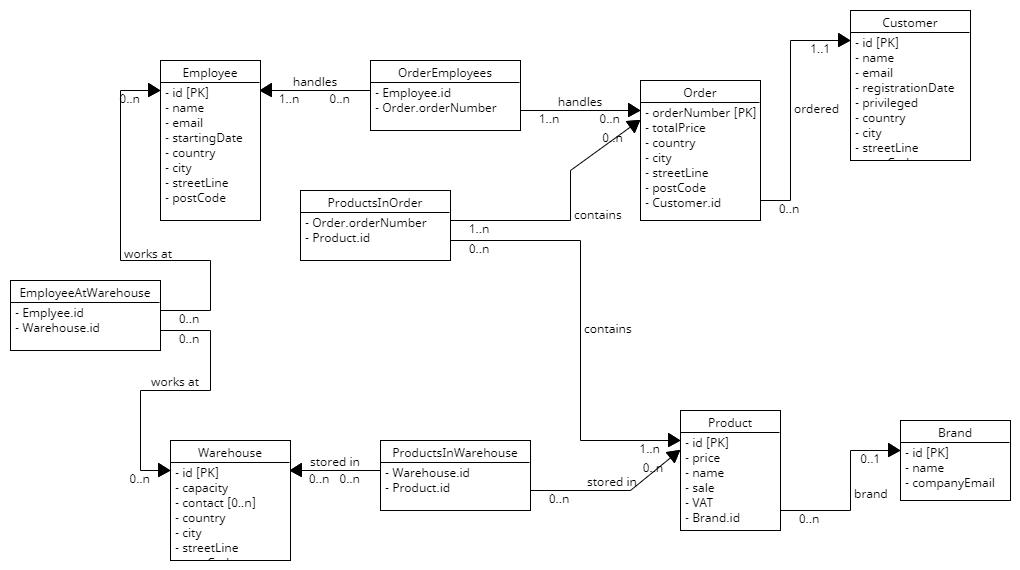 Customer
- id [PK]
- name
- email
- registrationDate
- privileged
- country
- city
- streetLine
1..1
ordered
0..n
Employee
- id [PK]
- name
- email
- startingDate
- country
- city
- streetLine
- postCode
0..n
handles
1..n
0..n
OrderEmployees
- Employee.id
- Order.orderNumber
handles
1..n
0..n
0..n
Order
- orderNumber [PK]
- totalPrice
- country
- city
- streetLine
- postCode
- Customer.id
ProductsInOrder
- Order.orderNumber
- Product.id
contains
1..n
0..n
works at
EmployeeAtWarehouse
- Emplyee.id
- Warehouse.id
0..n
0..n
contains
works at
Warehouse
- id [PK]
- capacity
- contact [0..n]
- country
- city
- streetLine
0..n
stored in
0..n
0..n
ProductsInWarehouse
- Warehouse.id
- Product.id
stored in
0..n
1..n
0..n
Product
- id [PK]
- price
- name
- sale
- VAT
- Brand.id
0..n
0..1
brand
Brand
- id [PK]
- name
- companyEmail